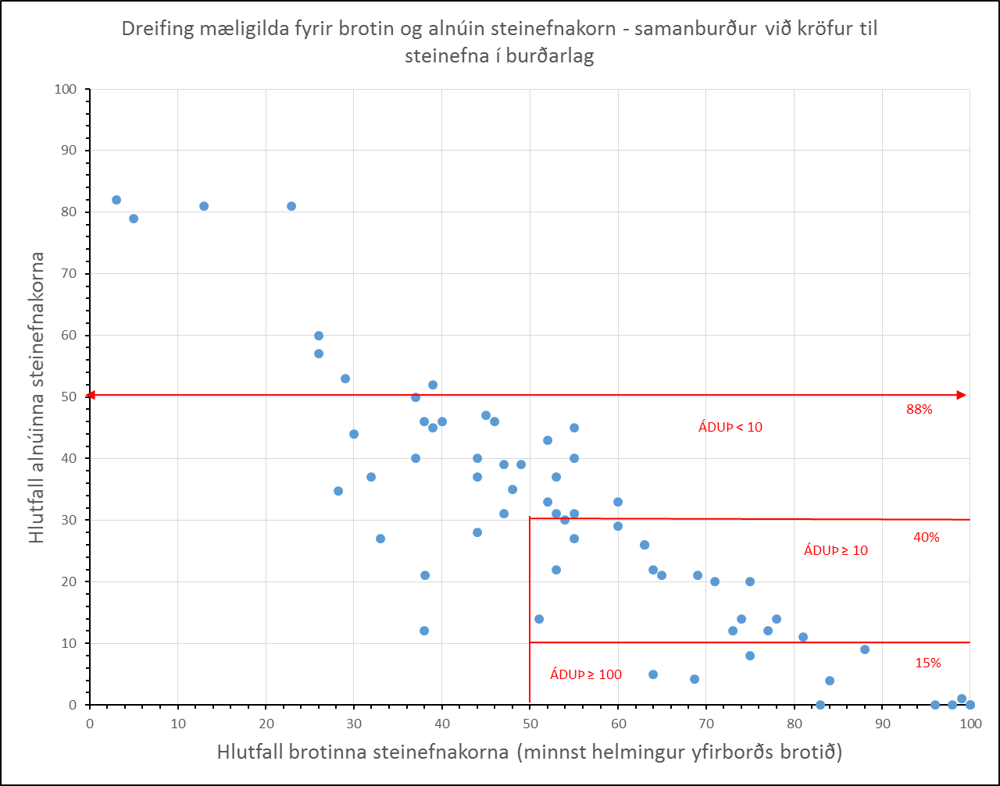 Dreifing mæligilda fyrir brotin og alnúin steinefnakorn - samanburður við kröfur til
steinefna í burðarlag
Hlutfall alnúinna steinefnakorna
100
90
80
70
60
50
40
30
20
10
0
88%
ÁDUÞ < 10
40%
ÁDUÞ ≥ 10
15%
ÁDUÞ ≥ 100
0 10 20 30 40 50 60 70 80 90 100
Hlutfall brotinna steinefnakorna (minnst helmingur yfirborðs brotið)